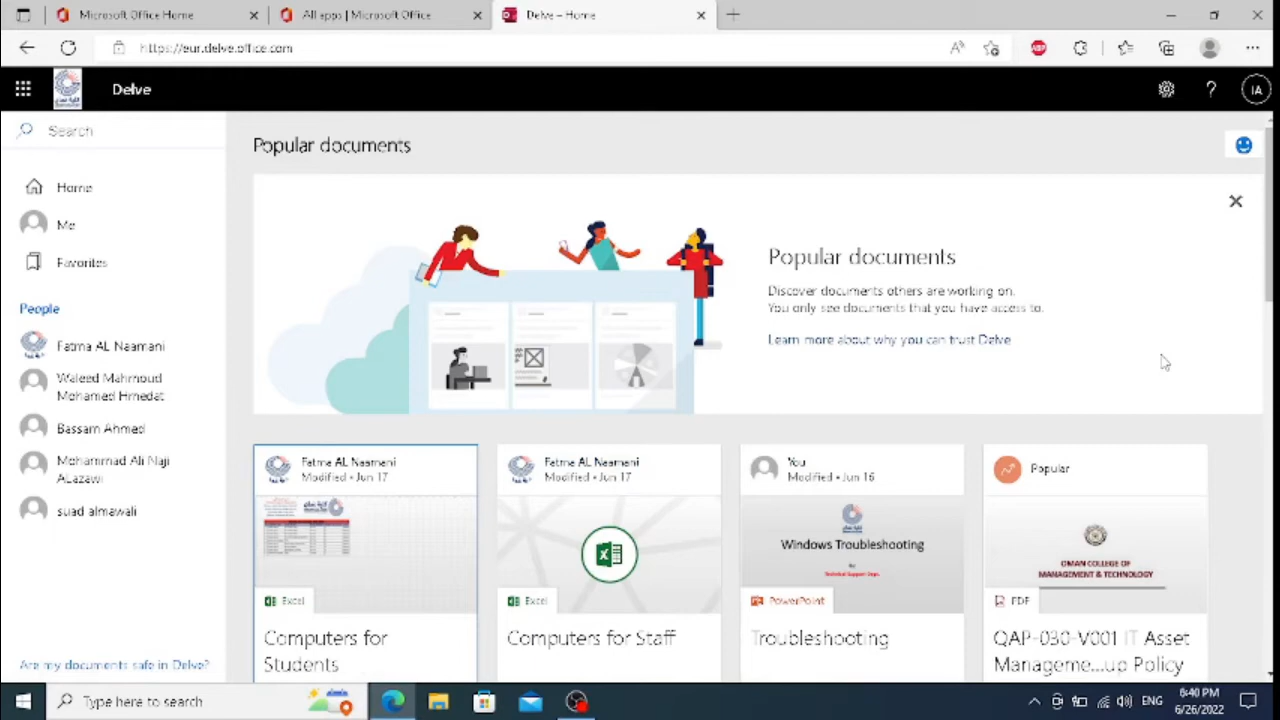 Microsoft Office Home
All apps | Microsoft Office
Delve – Home
https://eur.delve.office.com
Delve
IA
Search
Popular documents
Home
Me
Favorites
Popular documents
Discover documents others are working on.
You only see documents that you have access to.
Learn more about why you can trust Delve
People
Fatma AL Naamani
Waleed Mahmoud
Mohamed Hmedat
Bassam Ahmed
Mohammad Ali Naji
ALazawi
suad almawali
Are my documents safe in Delve?
Fatma AL Naamani
Modified • Jun 17
Excel
Computers for
Students
Fatma AL Naamani
Modified • Jun 17
Excel
Computers for Staff
You
Modified • Jun 16
Windows Troubleshooting
By
Technical Support Dept.
PowerPoint
Troubleshooting
Popular
OMAN COLLEGE OF
MANAGEMENT & TECHNOLOGY
PDF
QAP-030-V001 IT Asset
Manageme...up Policy
Type here to search
ENG
6:40 PM
6/26/2022